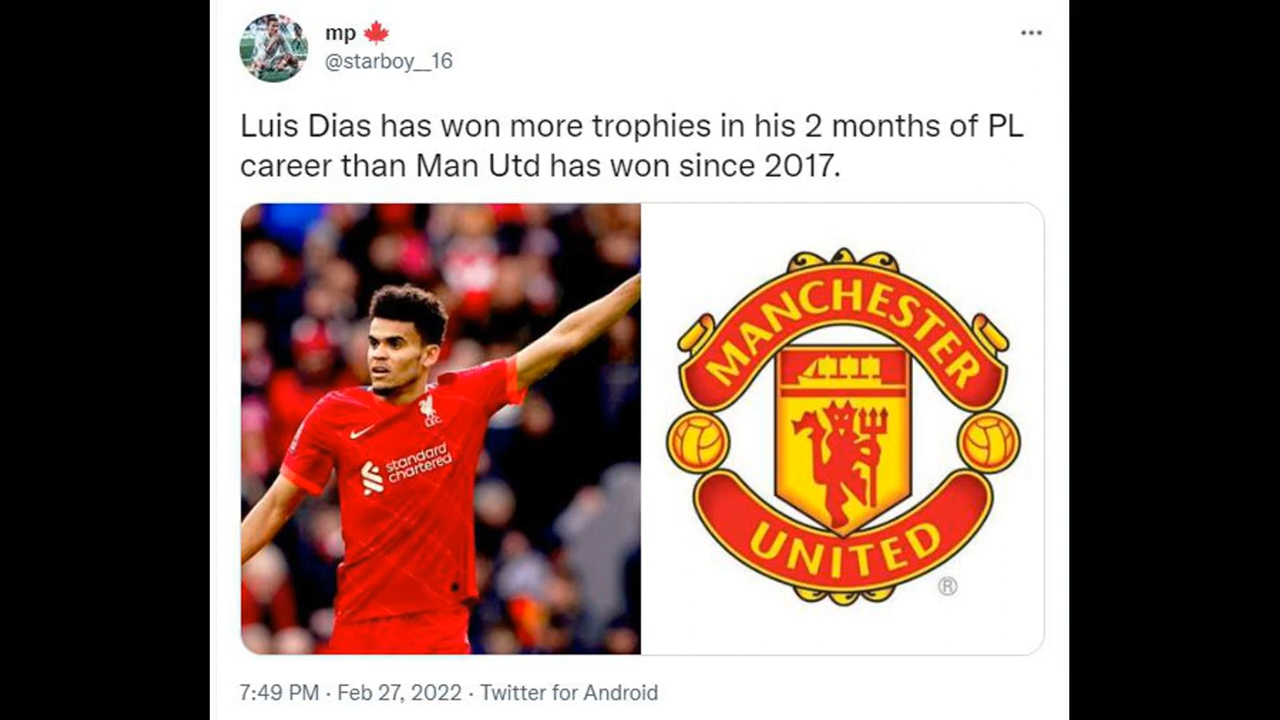 mp 🍁
@starboy__16
Luis Dias has won more trophies in his 2 months of PL
career than Man Utd has won since 2017.
standard
chartered
LFC
MANCHESTER
UNITED
®
7:49 PM · Feb 27, 2022 · Twitter for Android